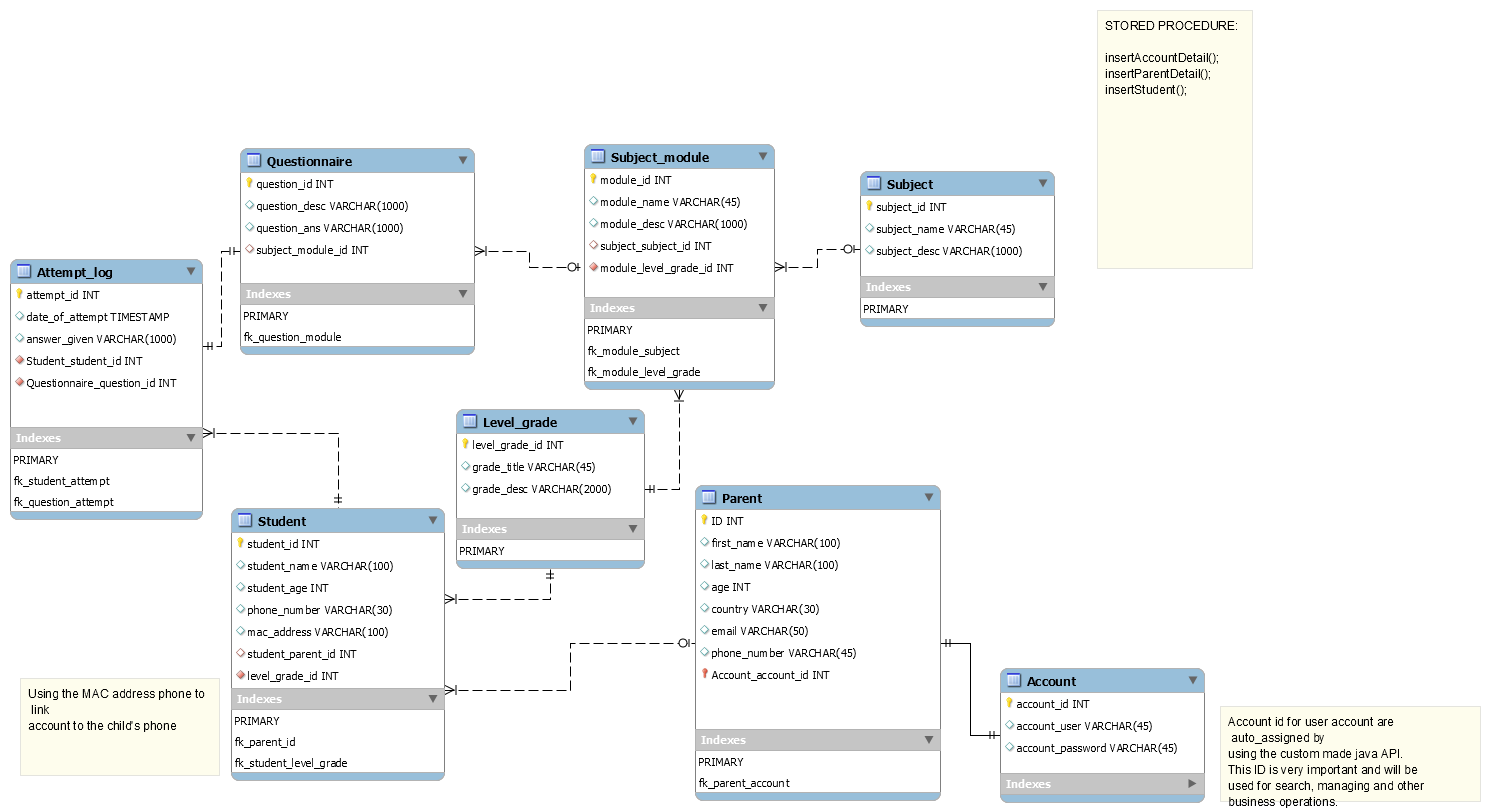 STORED PROCEDURE:
insertAccountDetail();
insertParentDetail();
insertStudent();
Questionnaire
question_id INT
question_desc VARCHAR(1000)
question_ans VARCHAR(1000)
subject_module_id INT
Indexes
PRIMARY
fk_question_module
Subject_module
module_id INT
module_name VARCHAR(45)
module_desc VARCHAR(1000)
subject_subject_id INT
module_level_grade_id INT
Indexes
PRIMARY
fk_module_subject
fk_module_level_grade
Subject
subject_id INT
subject_name VARCHAR(45)
subject_desc VARCHAR(1000)
Indexes
PRIMARY
Attempt_log
attempt_id INT
date_of_attempt TIMESTAMP
answer_given VARCHAR(1000)
Student_student_id INT
Questionnaire_question_id INT
Indexes
PRIMARY
fk_student_attempt
fk_question_attempt
Level_grade
level_grade_id INT
grade_title VARCHAR(45)
grade_desc VARCHAR(2000)
Indexes
PRIMARY
Student
student_id INT
student_name VARCHAR(100)
student_age INT
phone_number VARCHAR(30)
mac_address VARCHAR(100)
student_parent_id INT
level_grade_id INT
Indexes
PRIMARY
fk_parent_id
fk_student_level_grade
Parent
ID INT
first_name VARCHAR(100)
last_name VARCHAR(100)
age INT
country VARCHAR(30)
email VARCHAR(50)
phone_number VARCHAR(45)
Account_account_id INT
Indexes
PRIMARY
fk_parent_account
Account
account_id INT
account_user VARCHAR(45)
account_password VARCHAR(45)
Indexes
Using the MAC address phone to
link
account to the child's phone
Account id for user account are
auto_assigned by
using the custom made java API.
This ID is very important and will be
used for search, managing and other
business operations.